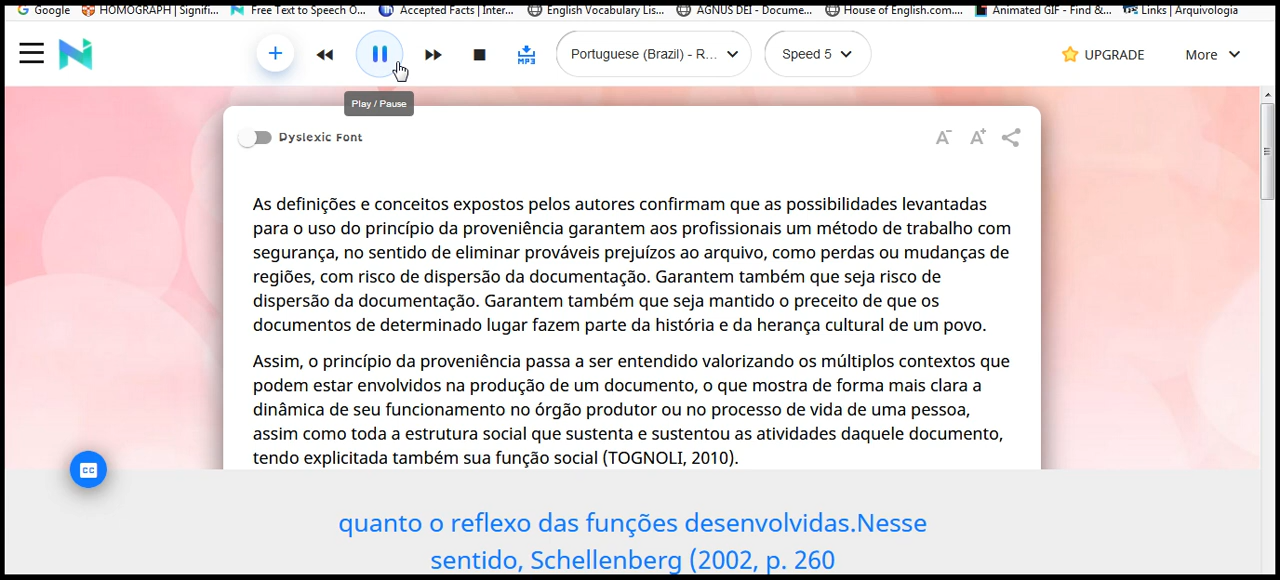 Google HOMOGRAPH | Signifi... Free Text to Speech O... Accepted Facts | Inter... English Vocabulary Lis... AGNUS DEI - Docume... House of English.com.... Animated GIF - Find &... Links | Arquivologia
MP3 Portuguese (Brazil) - R... Speed 5 UPGRADE More
Play / Pause
Dyslexic Font A- A+
As definições e conceitos expostos pelos autores confirmam que as possibilidades levantadas
para o uso do princípio da proveniência garantem aos profissionais um método de trabalho com
segurança, no sentido de eliminar prováveis prejuízos ao arquivo, como perdas ou mudanças de
regiões, com risco de dispersão da documentação. Garantem também que seja risco de
dispersão da documentação. Garantem também que seja mantido o preceito de que os
documentos de determinado lugar fazem parte da história e da herança cultural de um povo.
Assim, o princípio da proveniência passa a ser entendido valorizando os múltiplos contextos que
podem estar envolvidos na produção de um documento, o que mostra de forma mais clara a
dinâmica de seu funcionamento no órgão produtor ou no processo de vida de uma pessoa,
assim como toda a estrutura social que sustenta e sustentou as atividades daquele documento,
tendo explicitada também sua função social (TOGNOLI, 2010).
CC
quanto o reflexo das funções desenvolvidas.Nesse
sentido, Schellenberg (2002, p. 260